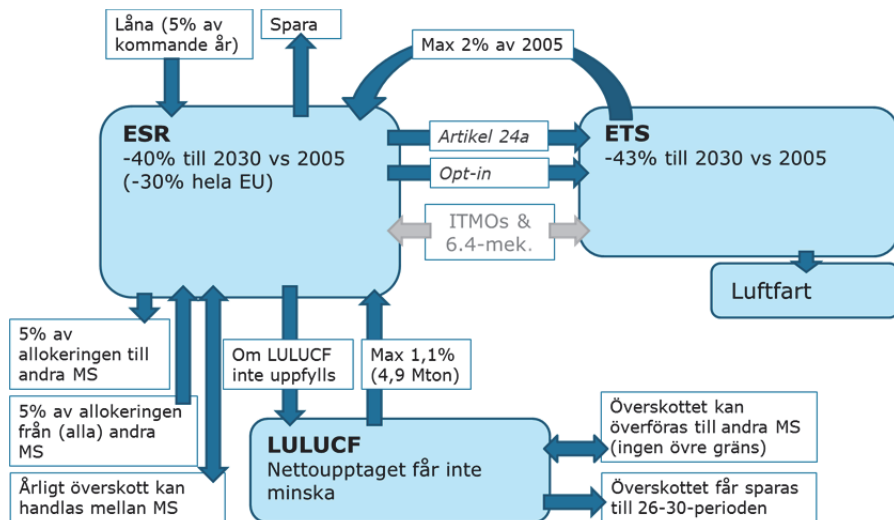 Låna (5% av
kommande år)
Spara
Max 2% av 2005
ESR
-40% till 2030 vs 2005
(-30% hela EU)
Artikel 24a
Opt-in
ITMOs &
6.4-mek.
ETS
-43% till 2030 vs 2005
Luftfart
5% av
allokeringen till
andra MS
5% av allokeringen
från (alla) andra
MS
Årligt överskott kan
handlas mellan MS
Om LULUCF
inte uppfylls
Max 1,1%
(4,9 Mton)
LULUCF
Nettoupptaget får inte
minska
Överskottet kan
överföras till andra MS
(ingen övre gräns)
Överskottet får sparas
till 26-30-perioden